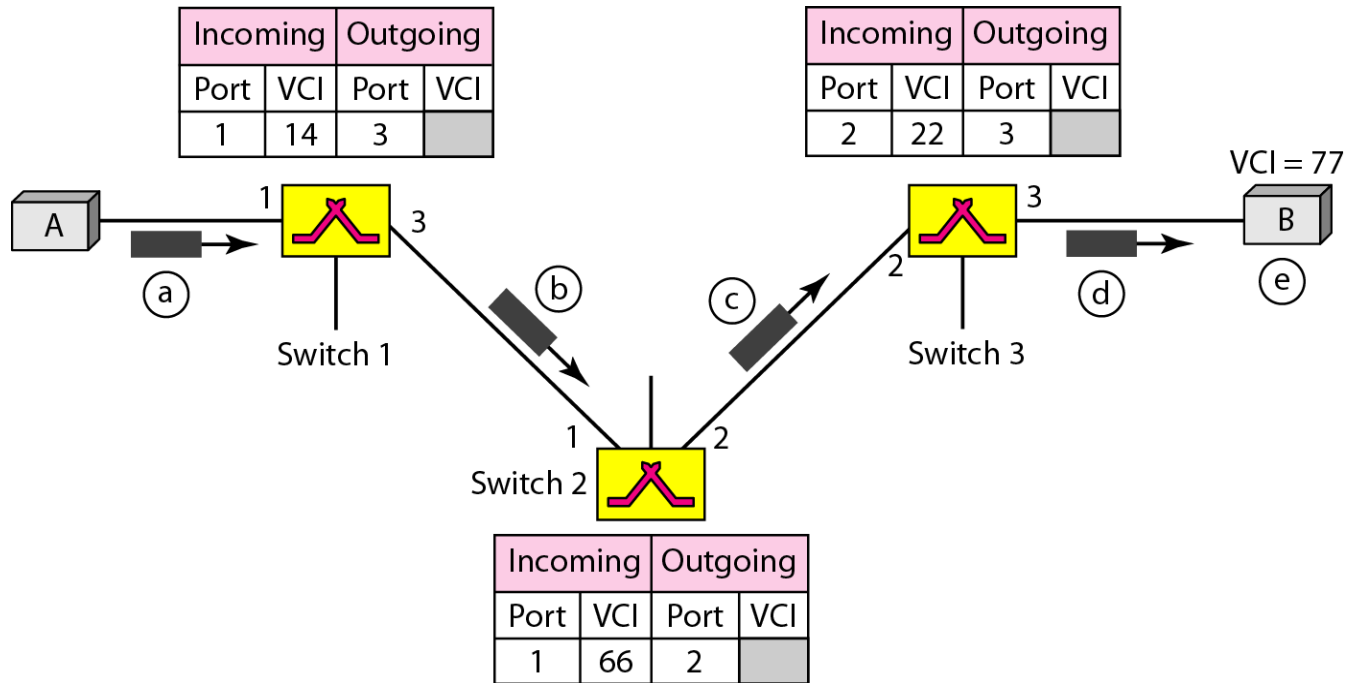 Incoming Outgoing
Port VCI Port VCI
1 14 3
Incoming Outgoing
Port VCI Port VCI
2 22 3
VCI = 77
A
1
3
3
B
a
b
c
2
d
e
Switch 1
Switch 3
1
2
Switch 2
Incoming Outgoing
Port VCI Port VCI
1 66 2